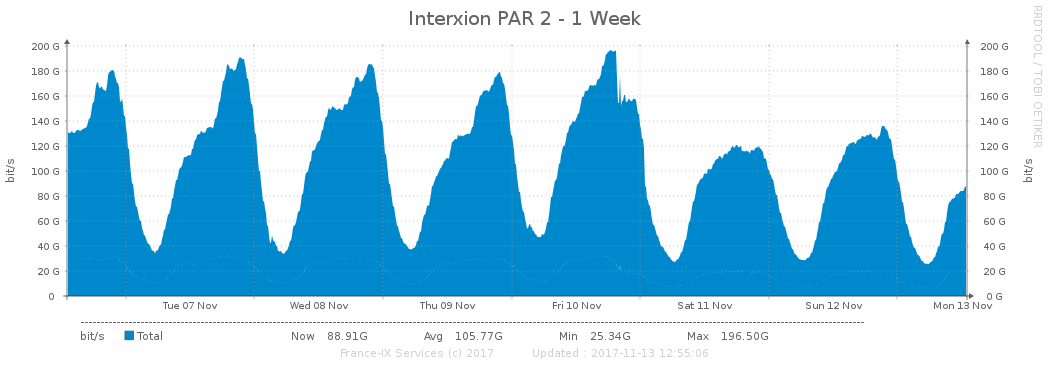 Interxion PAR 2 - 1 Week
RRDTOOL / TOBI OETIKER
bit/s
200 G
180 G
160 G
140 G
120 G
100 G
80 G
60 G
40 G
20 G
0
200 G
180 G
160 G
140 G
120 G
100 G
80 G
60 G
40 G
20 G
0 G
bit/s
Tue 07 Nov Wed 08 Nov Thu 09 Nov Fri 10 Nov Sat 11 Nov Sun 12 Nov Mon 13 Nov
bit/s Total Now 88.91G Avg 105.77G Min 25.34G Max 196.50G
France-IX Services (c) 2017 Updated : 2017-11-13 12:55:06